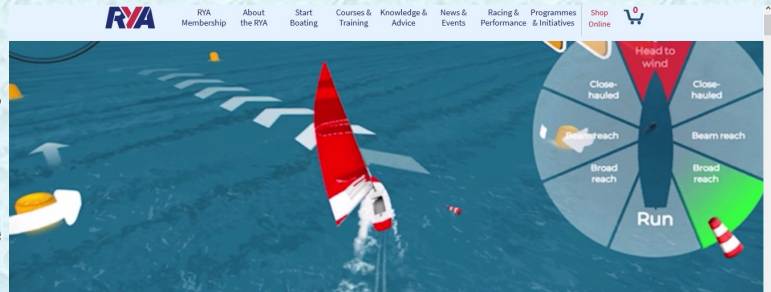 RYA
RYA Membership
About the RYA
Start Boating
Courses & Training
Knowledge & Advice
News & Events
Racing & Performance
Programmes & Initiatives
Shop Online
0
Head to wind
Close-hauled
Close-hauled
Beam reach
Beam reach
Broad reach
Broad reach
Run